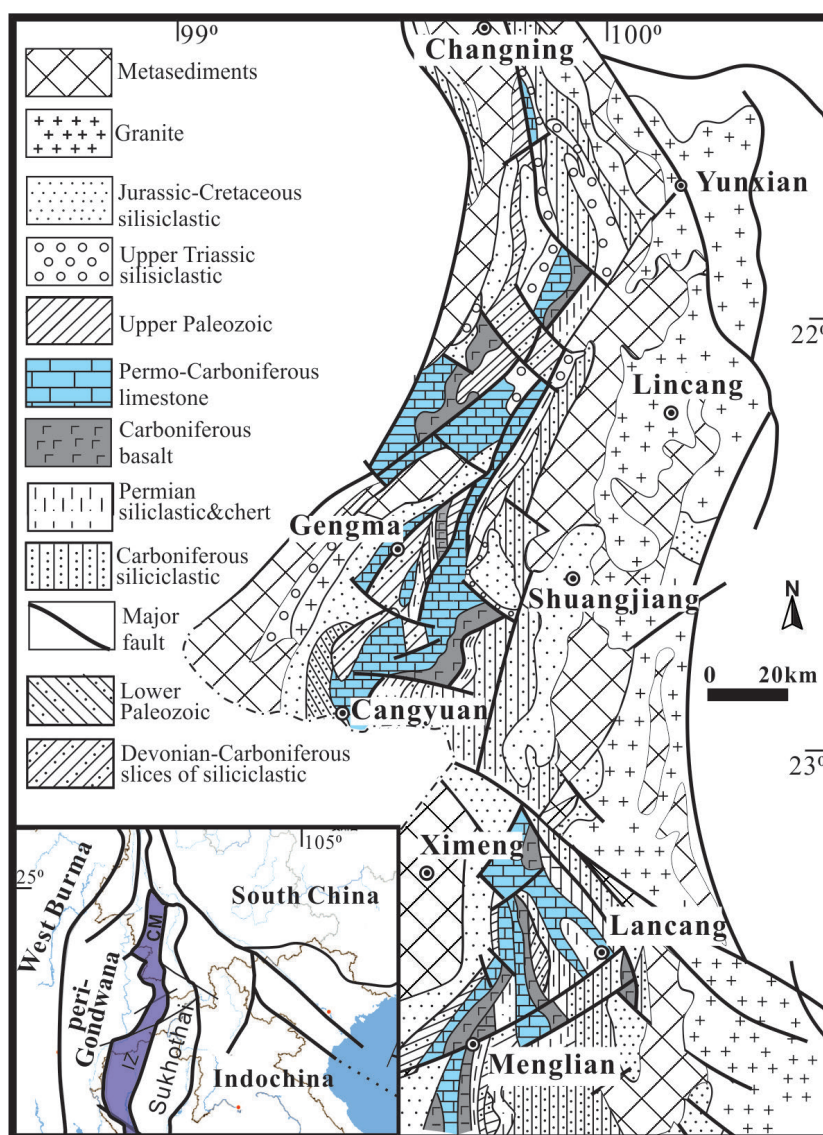 99º
100º
Changning
Metasediments
Granite
Yunxian
Jurassic-Cretaceous
silisiclastic
Upper Triassic
silisiclastic
22º
Upper Paleozoic
Permo-Carboniferous
limestone
Lincang
Carboniferous
basalt
Permian
siliclastic&chert
Gengma
Carboniferous
siliciclastic
Shuangjiang
Major
fault
N
0 20km
Lower
Paleozoic
Cangyuan
Devonian-Carboniferous
slices of siliciclastic
23º
Ximeng
105º
25º
South China
West Burma
CM
Lancang
peri-
Gondwana
IZ
Sukhothai
Indochina
Menglian